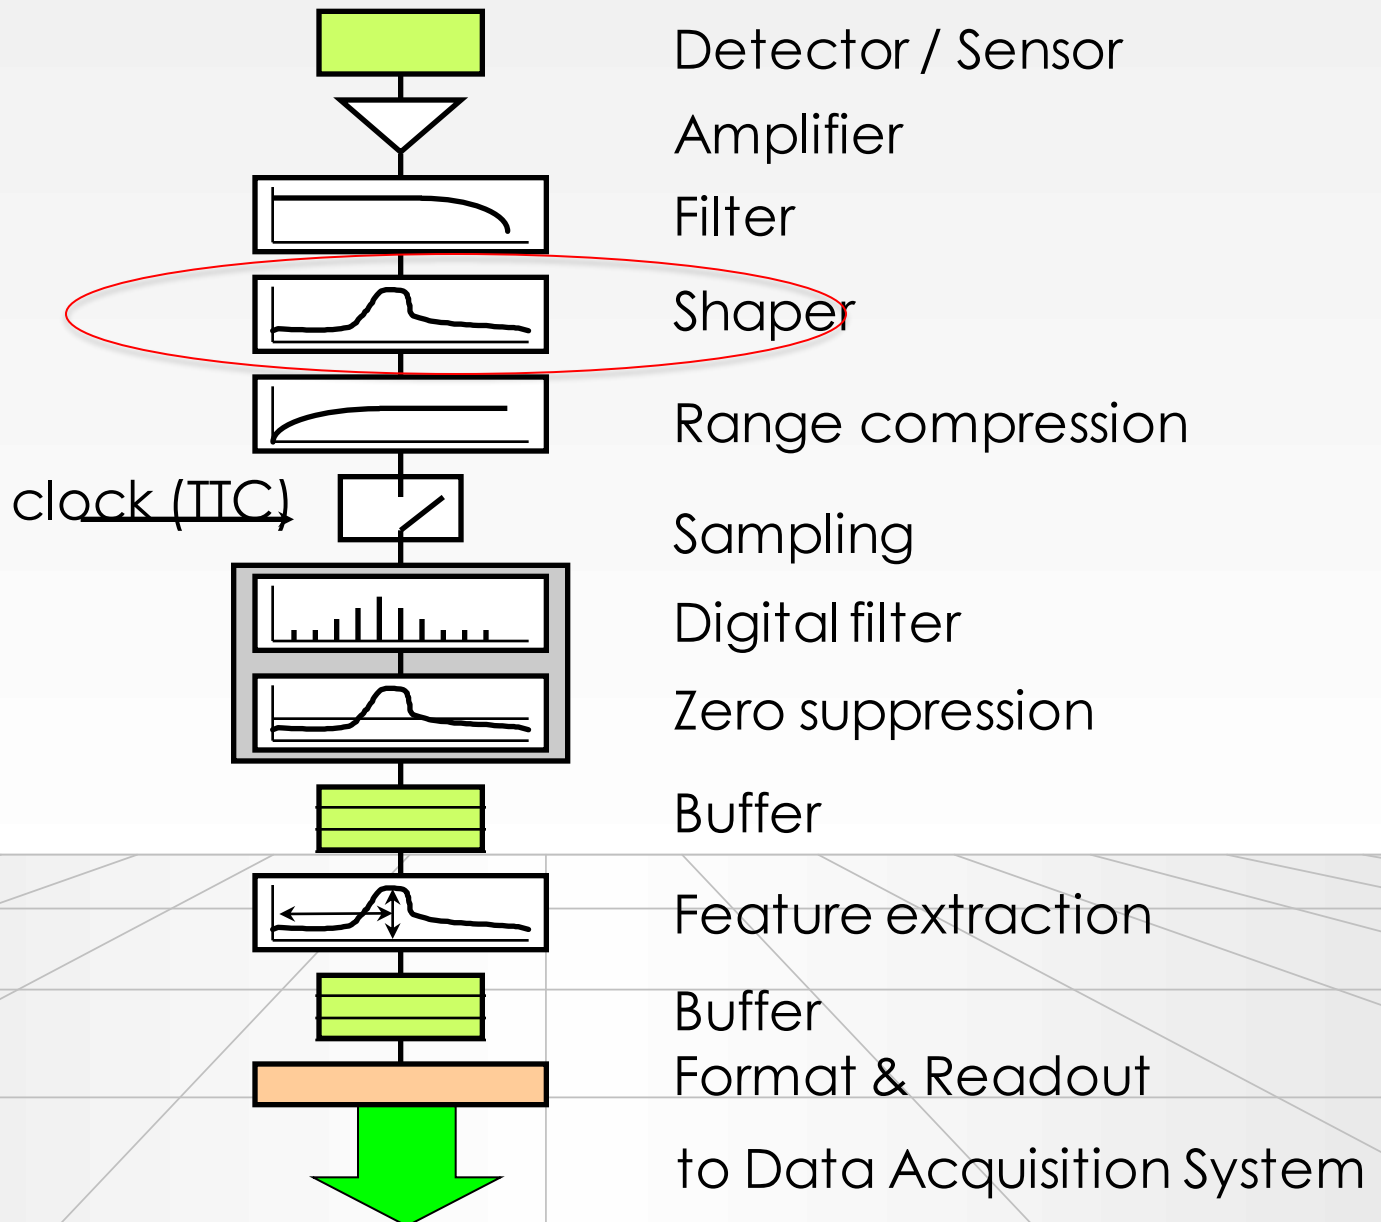 Detector / Sensor
Amplifier
Filter
Shaper
Range compression
clock (TTC)
Sampling
Digital filter
Zero suppression
Buffer
Feature extraction
Buffer
Format & Readout
to Data Acquisition System